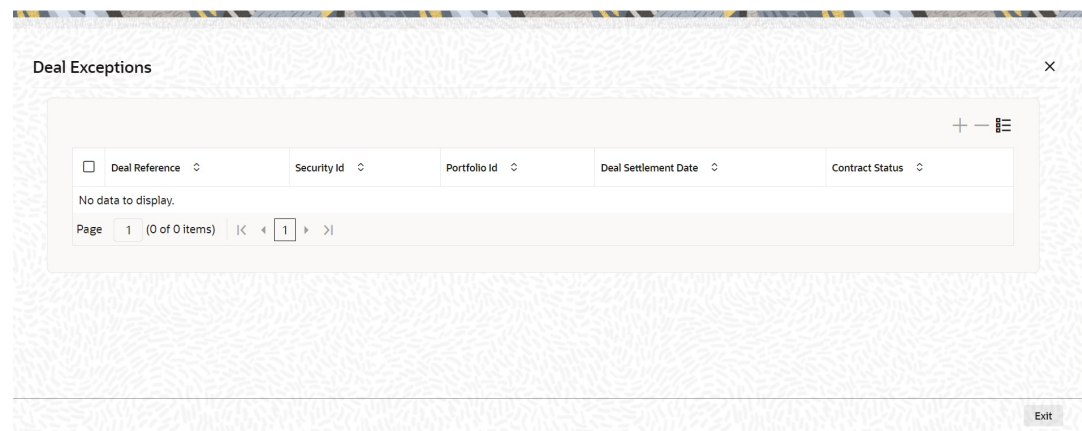 Deal Exceptions
Deal Reference Security Id Portfolio Id Deal Settlement Date Contract Status
No data to display.
Page 1 (0 of 0 items) 1
Exit